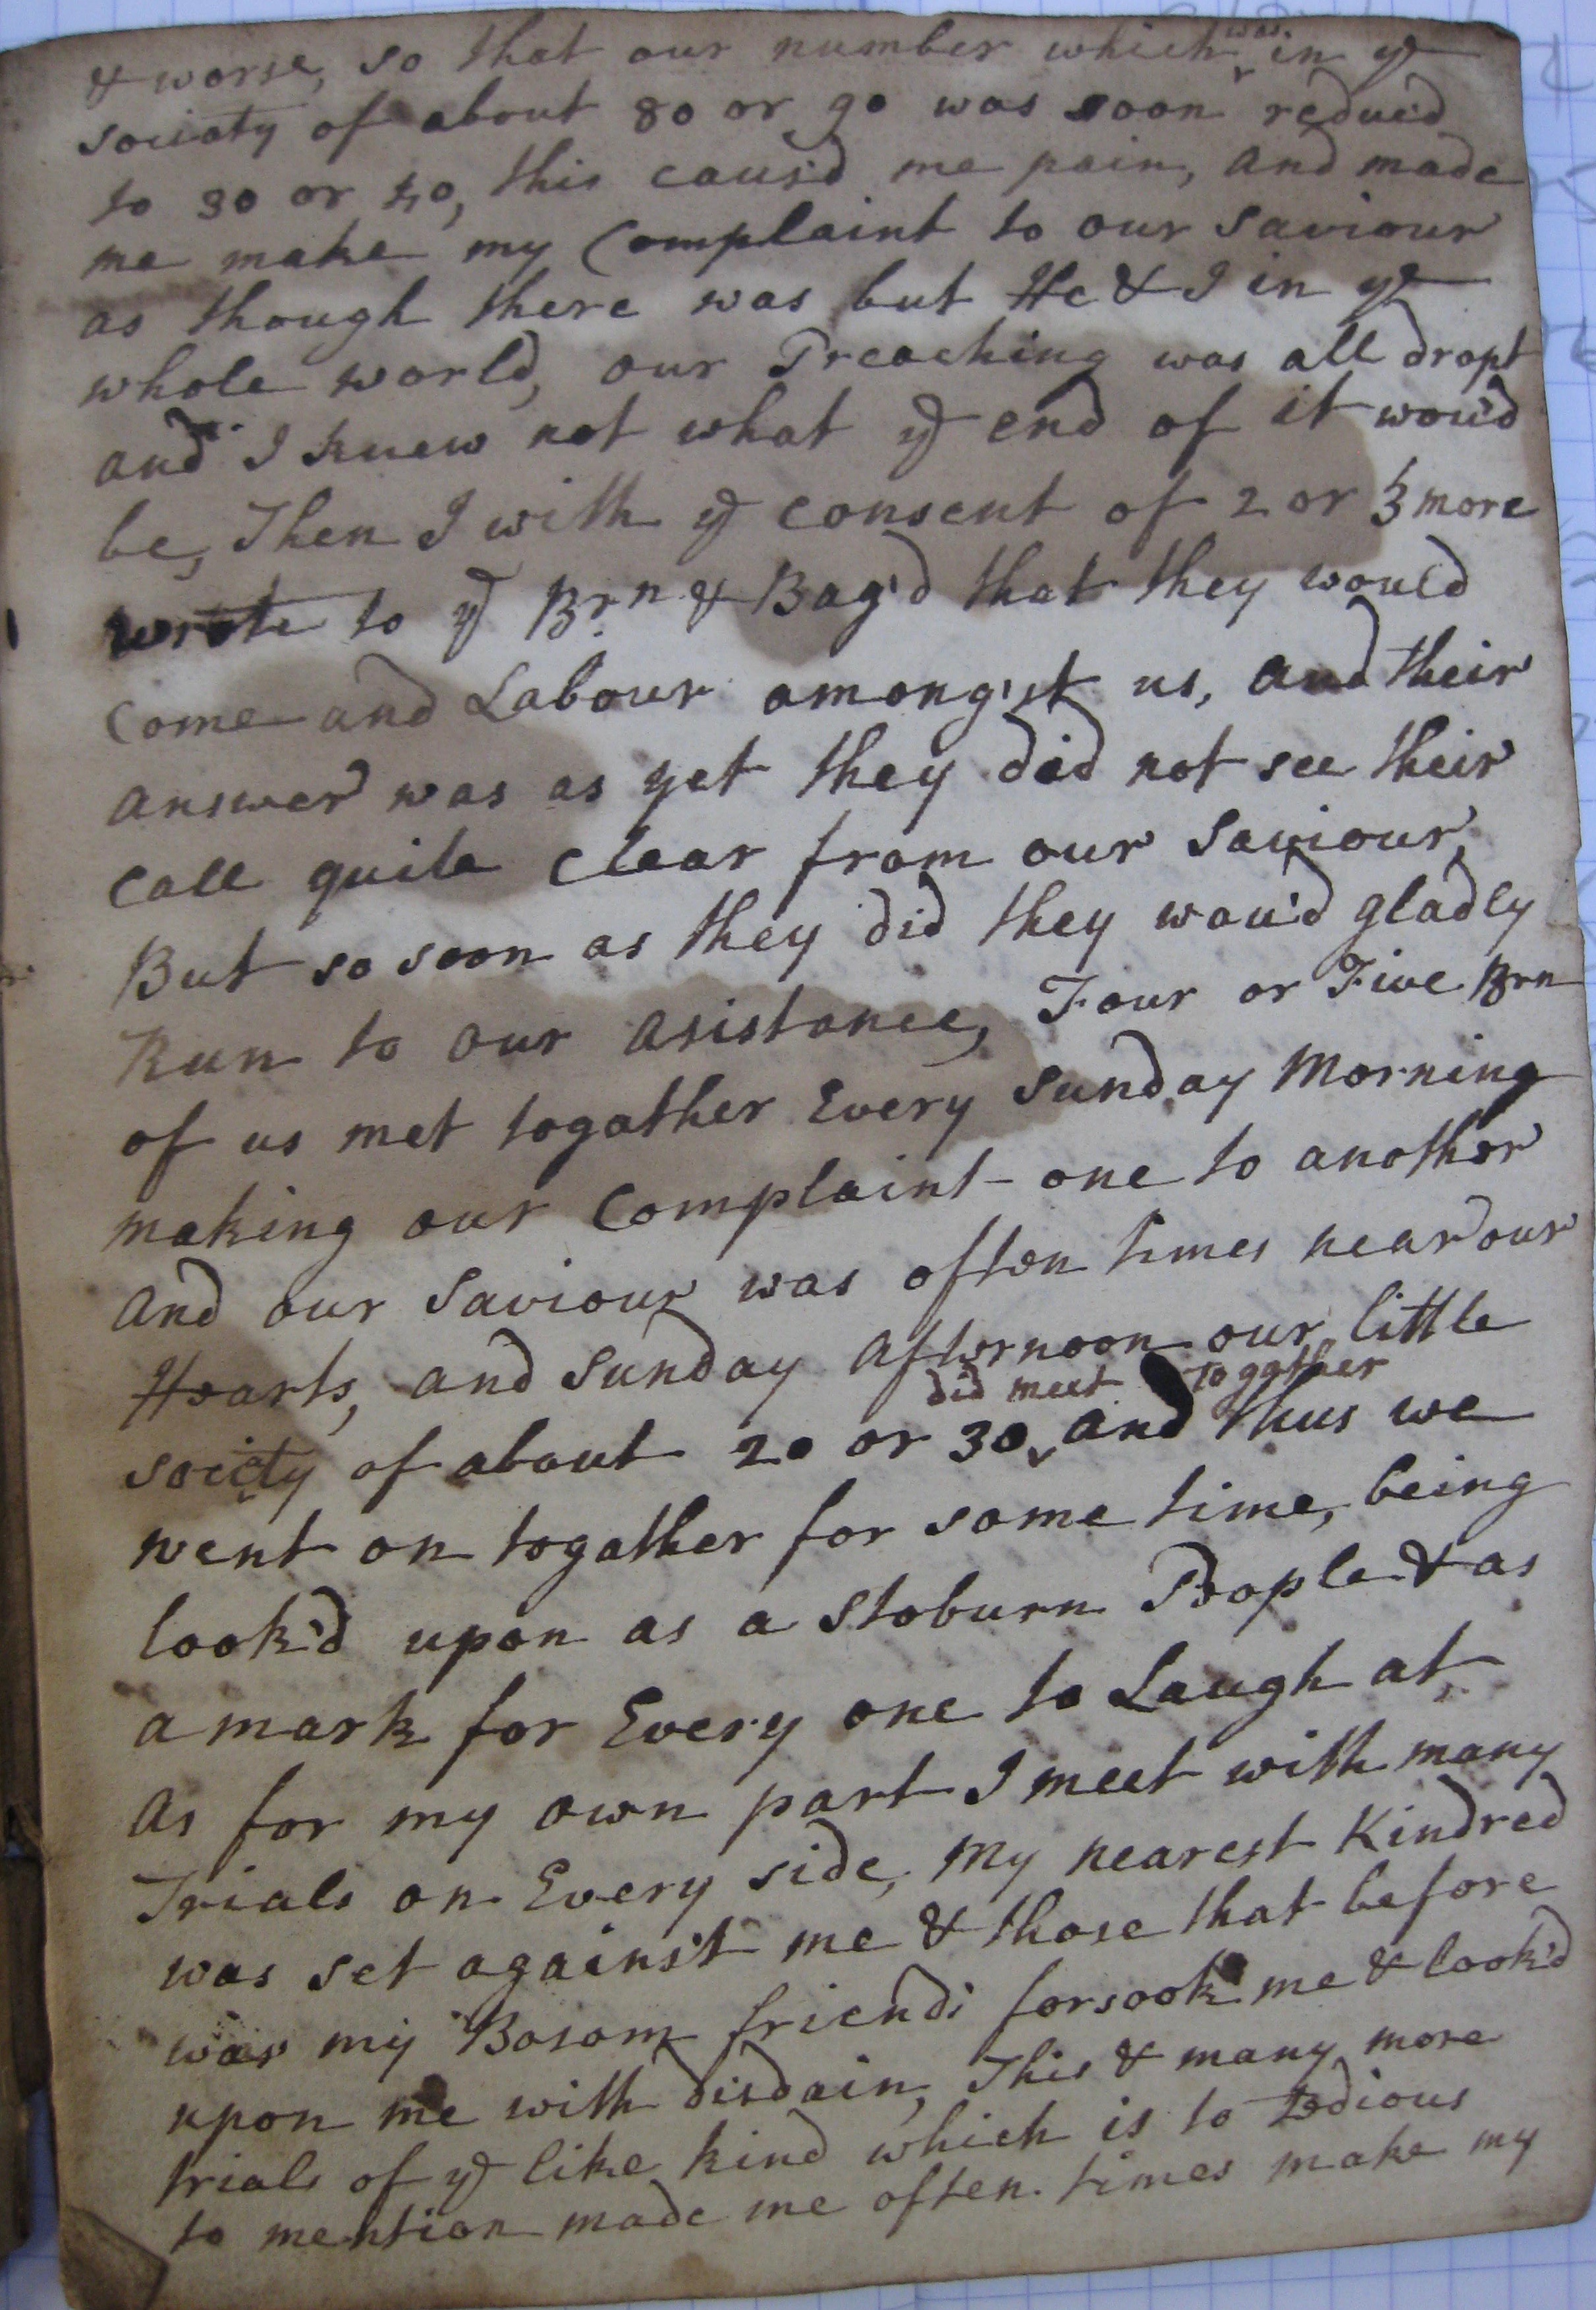 & worse, so that our number which was in ye
sociaty of about 80 or 90 was soon reduc'd
to 30 or 40, this caus'd me pain, and made
me make my Complaint to our Saviour
as though there was but He & I in ye
whole world, our Preaching was all dropt
and I knew not what ye end of it wou'd
be, Then I with ye consent of 2 or 3 more
wrote to ye Brn & Bag'd that they would
Come and Labour amongst us, and their
answer was as yet they did not see their
Call quite Clear from our Saviour,
But so soon as they did they wou'd gladly
Run to our asistance, Four or Five Brn
of us met togather Every Sunday Morning
making our Complaint one to another
and our Saviour was often times near our
Hearts, and Sunday afternoon our little
did meet Togather
sociaty of about 20 or 30 and thus we
went on togather for some time, being
look'd upon as a Stoburn People & as
a mark for Every one to Laugh at
As for my own part I meet with many
Trials on Every side, My nearest Kindred
was set against me & those that before
was my Bosom friends forsook me & look'd
upon me with disdain, This & many more
trials of ye like kind which is to tedious
to mention made me often times make my